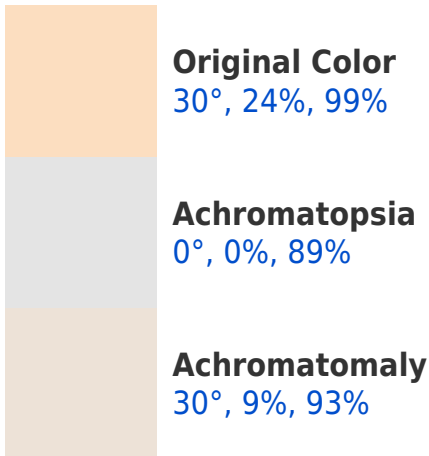 Original Color
30°, 24%, 99%
Achromatopsia
0°, 0%, 89%
Achromatomaly
30°, 9%, 93%